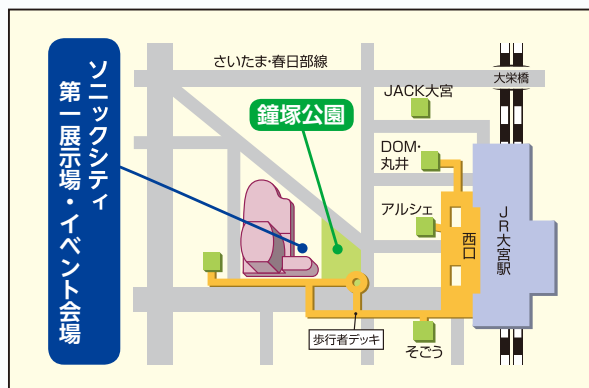 ソニックシティ
第一展示場・イベント会場
さいたま・春日部線
大栄橋
JACK大宮
鐘塚公園
DOM・
丸井
アルシェ
西口
JR大宮駅
歩行者デッキ
そごう